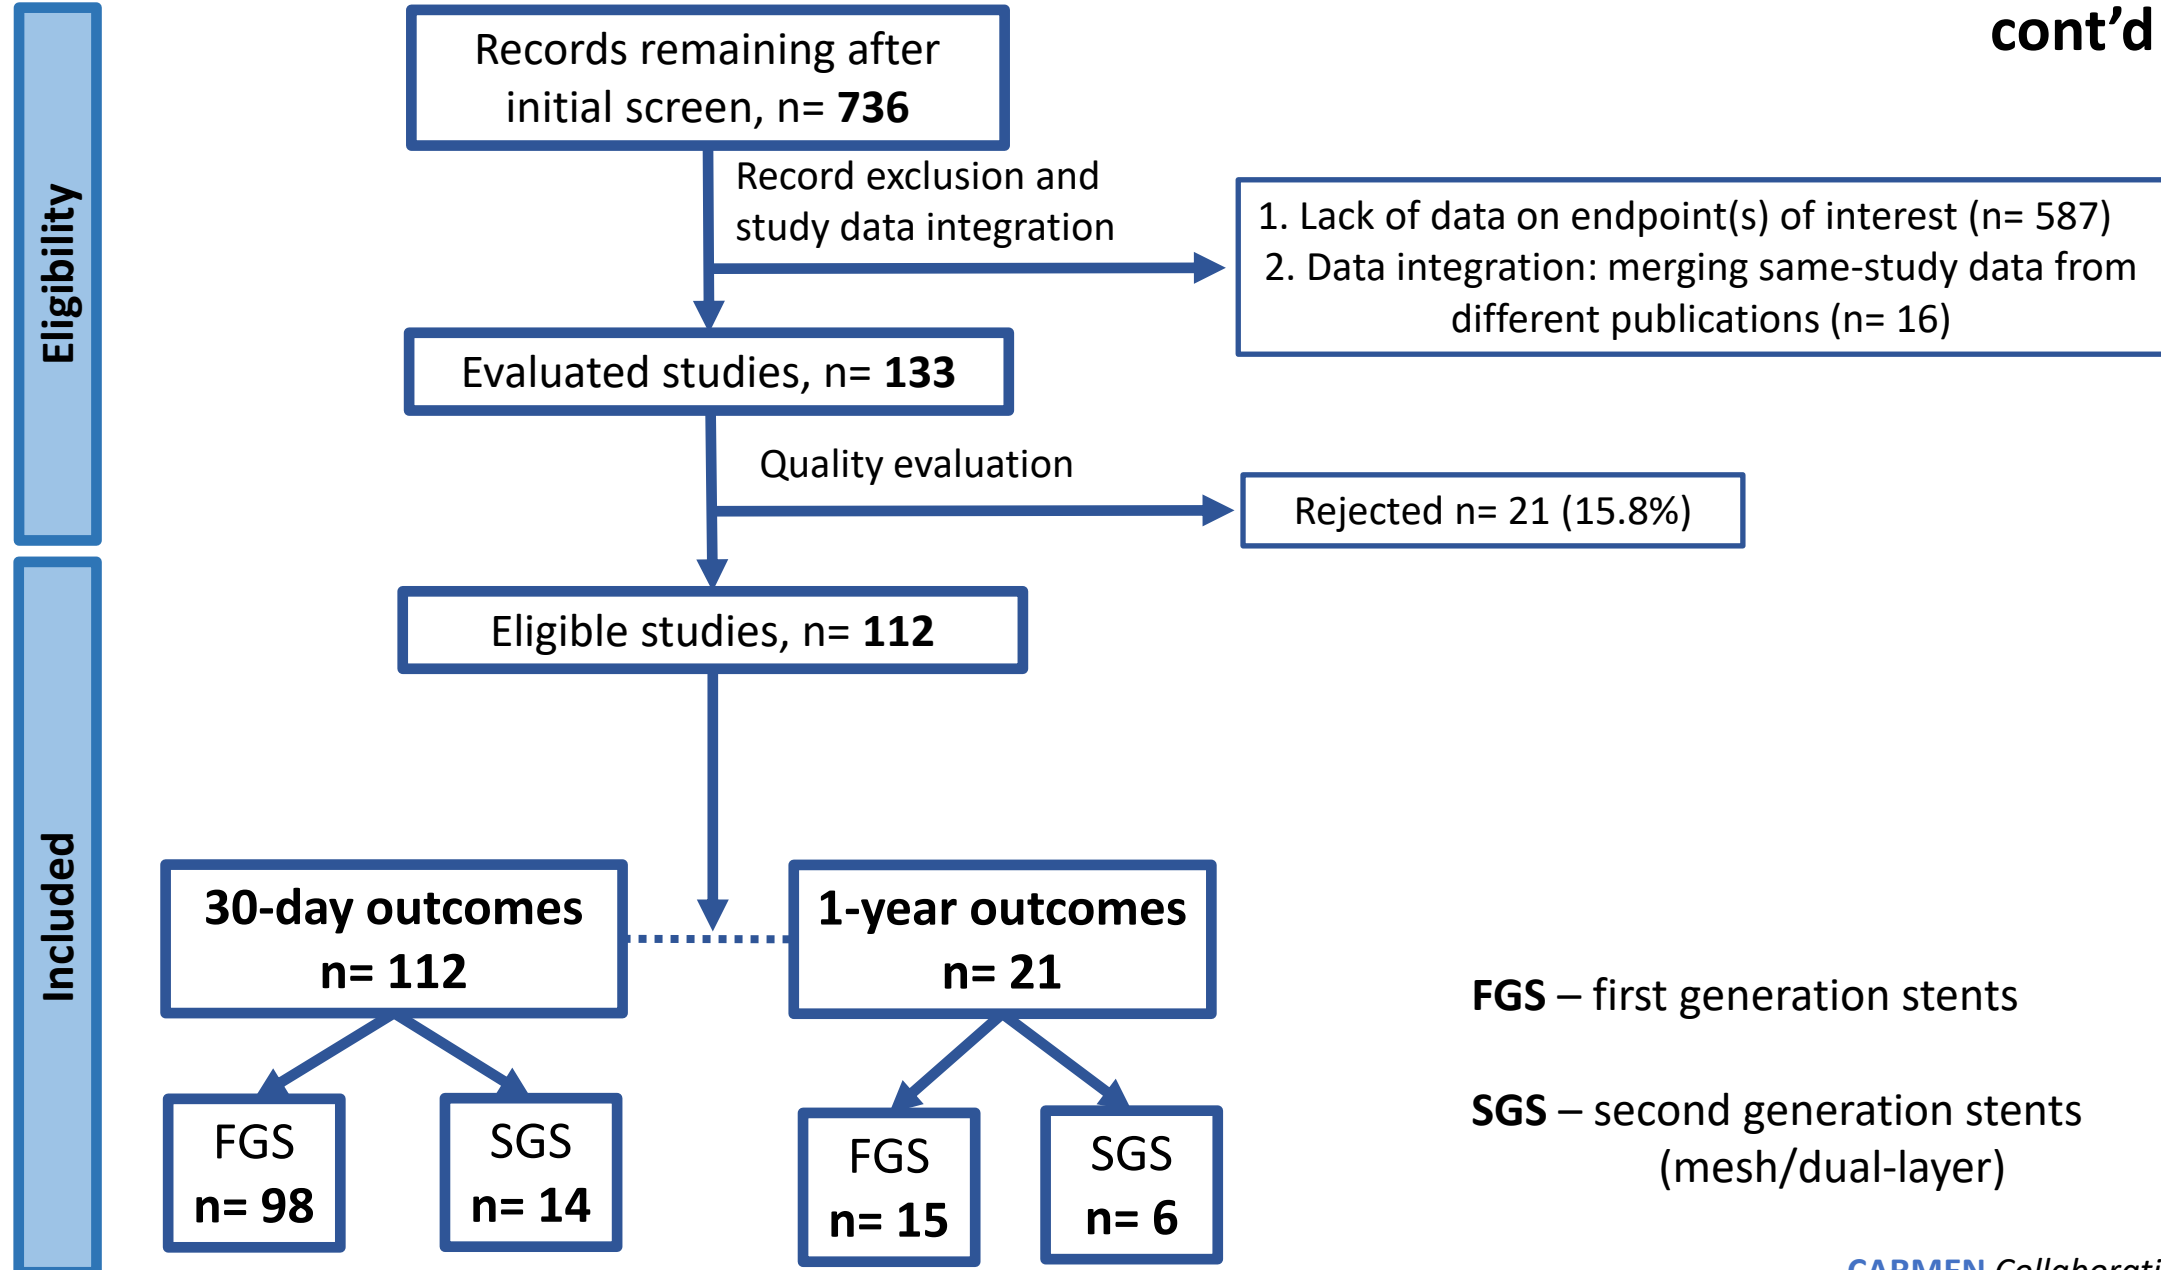 cont’d
Eligibility
Records remaining after
initial screen, n= 736
Record exclusion and
study data integration
1. Lack of data on endpoint(s) of interest (n= 587)
2. Data integration: merging same-study data from
different publications (n= 16)
Evaluated studies, n= 133
Quality evaluation
Rejected n= 21 (15.8%)
Included
Eligible studies, n= 112
30-day outcomes
n= 112
1-year outcomes
n= 21
FGS
n= 98
SGS
n= 14
FGS
n= 15
SGS
n= 6
FGS – first generation stents
SGS – second generation stents
(mesh/dual-layer)
CARMEN